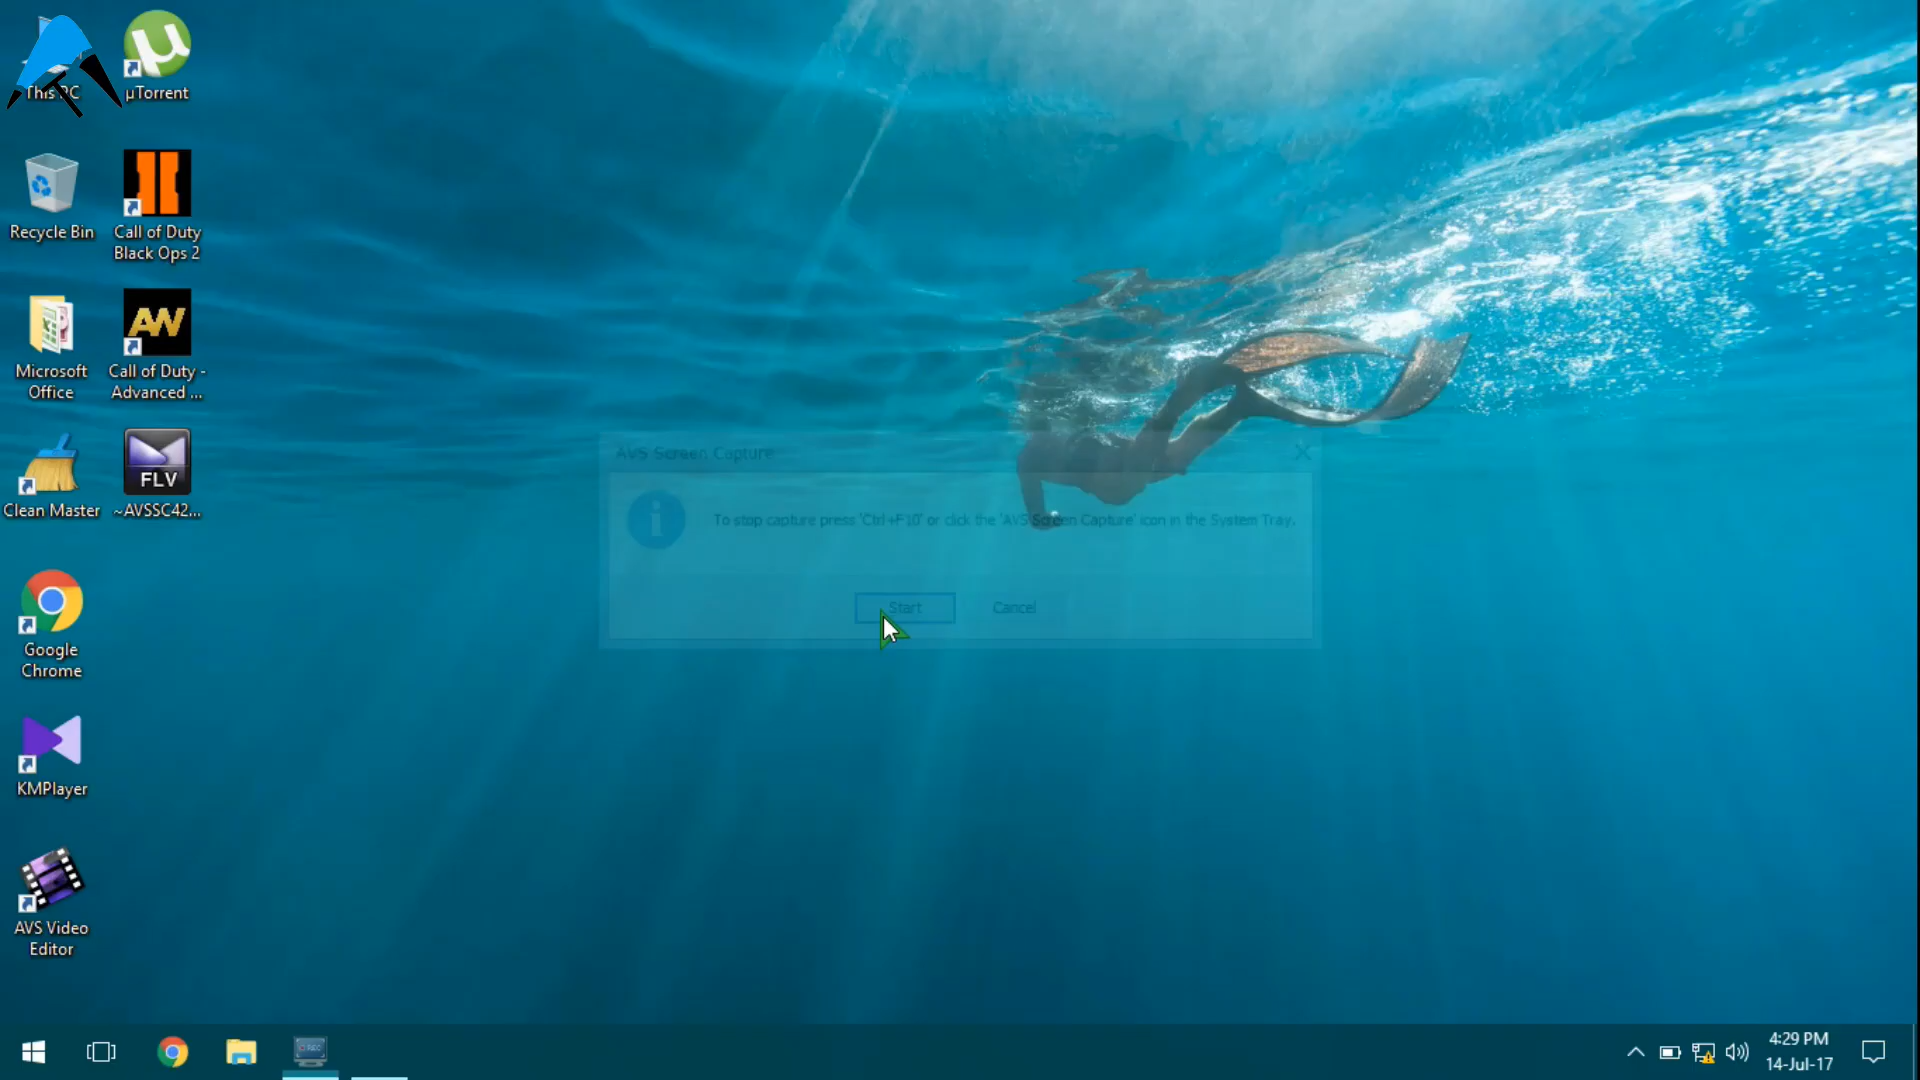 This PC
µTorrent
Recycle Bin
Call of Duty
Black Ops 2
Microsoft
Office
AW
Call of Duty -
Advanced ...
Clean Master
FLV
~AVSSC42...
Google
Chrome
KMPlayer
AVS Video
Editor
AVS Screen Capture
To stop capture press 'Ctrl+F10' or click the 'AVS Screen Capture' icon in the System Tray.
Start
Cancel
REC
4:29 PM
14-Jul-17